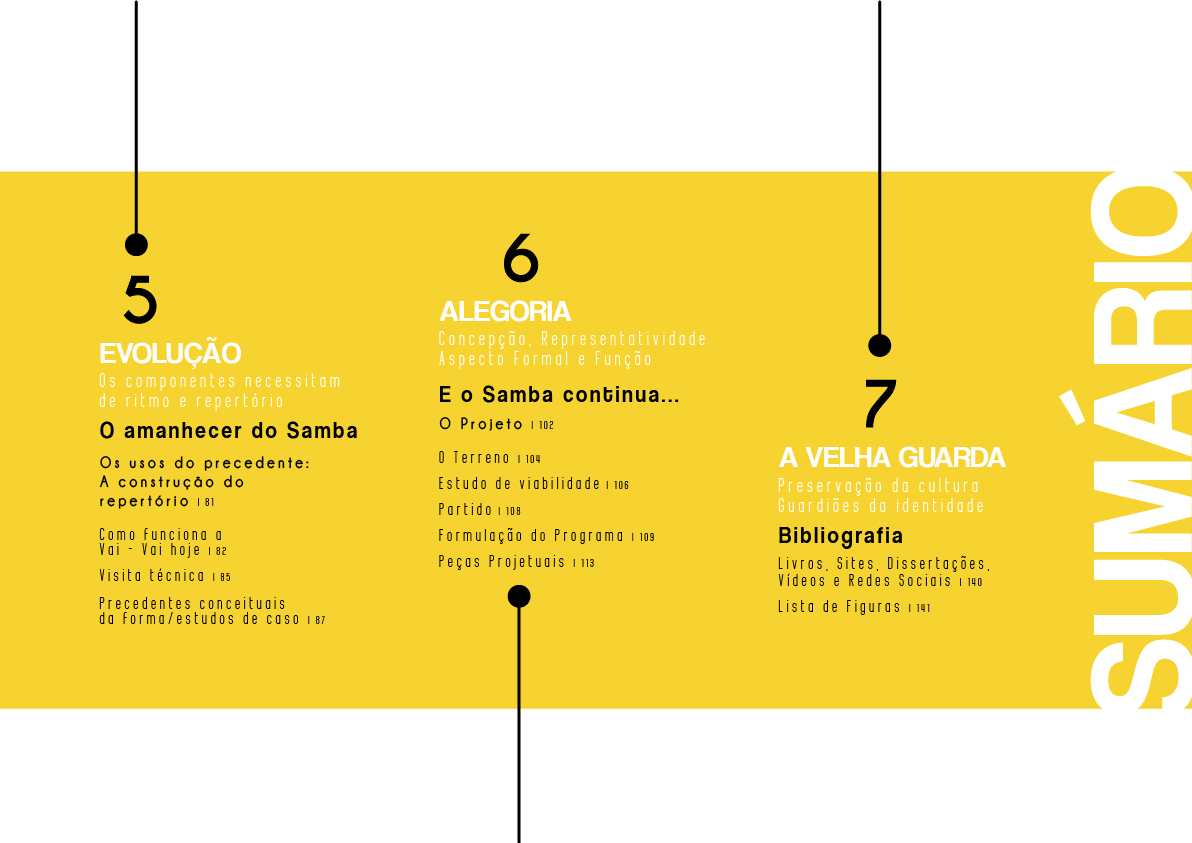 5
EVOLUÇÃO
Os componentes necessitam
de ritmo e repertório
O amanhecer do Samba
Os usos do precedente:
A construção do
repertório | 81
Como funciona a
Vai - Vai hoje | 82
Visita técnica | 85
Precedentes conceituais
da Forma/estudos de caso | 87
6
ALEGORIA
Concepção, Representatividade
Aspecto Formal e Função
E o Samba continua...
O Projeto | 102
O Terreno | 104
Estudo de viabilidade | 106
Partido | 108
Formulação do Programa | 109
Peças Projetuais | 113
7
A VELHA GUARDA
Preservação da cultura
Guardiões da identidade
Bibliografia
Livros, Sites, Dissertações,
Vídeos e Redes Sociais | 140
Lista de Figuras | 141
SUMÁRIO